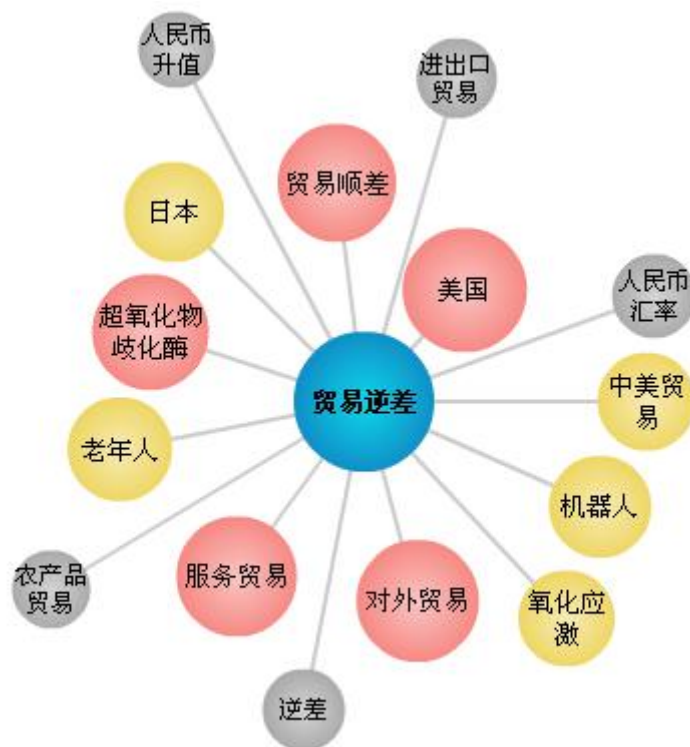 人民币
升值
进出口
贸易
贸易顺差
日本
美国
人民币
汇率
超氧化物
歧化酶
贸易逆差
中美贸
易
老年人
机器人
农产品
贸易
服务贸易
对外贸易
氧化应
激
逆差